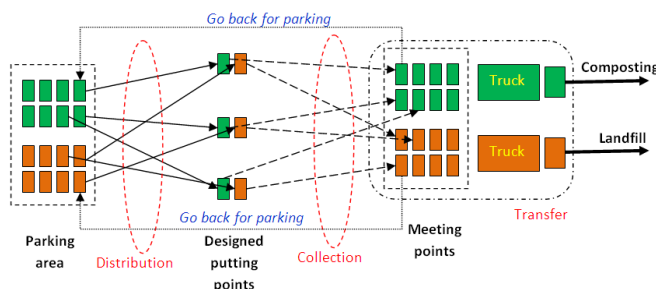 Go back for parking
Composting
Truck
Landfill
Truck
Go back for parking
Transfer
Parking
area
Distribution
Designed
putting
points
Collection
Meeting
points